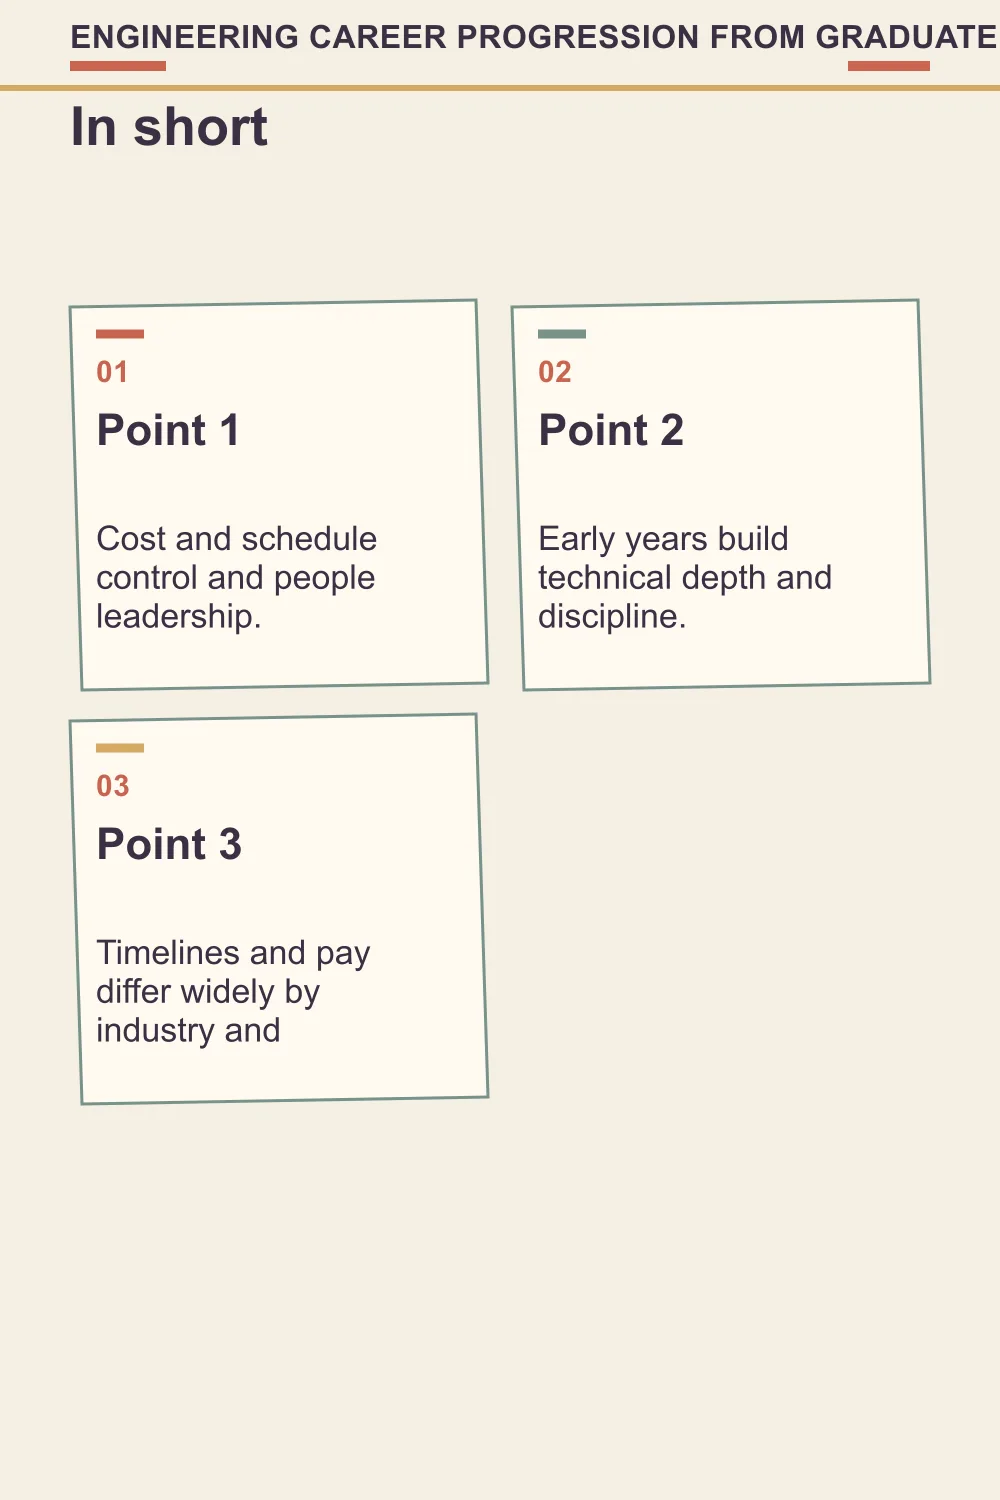 ENGINEERING CAREER PROGRESSION FROM GRADUATE
In short
01
Point 1
Cost and schedule
control and people
leadership.
02
Point 2
Early years build
technical depth and
discipline.
03
Point 3
Timelines and pay
differ widely by
industry and